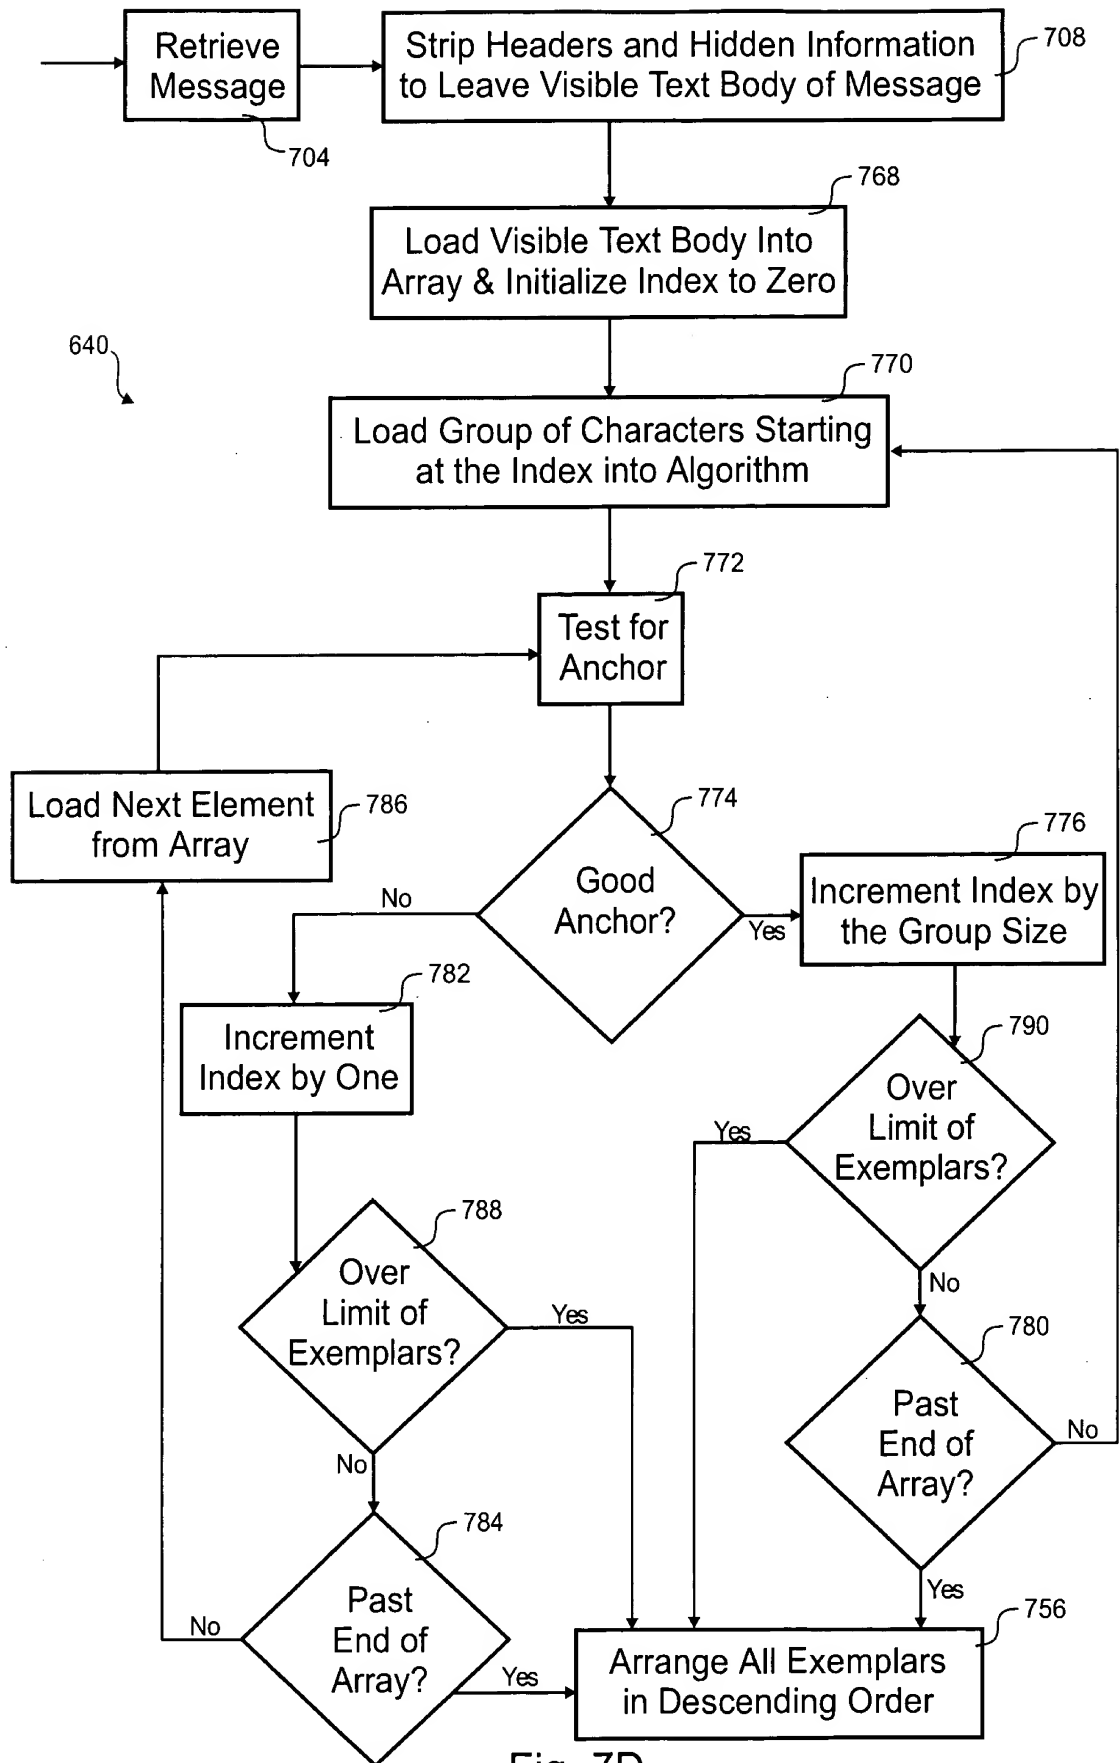 Retrieve
Message
704
Strip Headers and Hidden Information
to Leave Visible Text Body of Message
708
768
Load Visible Text Body Into
Array & Initialize Index to Zero
640
770
Load Group of Characters Starting
at the Index into Algorithm
772
Test for
Anchor
Load Next Element
from Array
786
774
Good
Anchor?
No
Yes
776
Increment Index by
the Group Size
782
Increment
Index by One
790
Over
Limit of
Exemplars?
Yes
No
788
Over
Limit of
Exemplars?
Yes
No
780
Past
End of
Array?
No
Yes
784
Past
End of
Array?
No
Yes
756
Arrange All Exemplars
in Descending Order